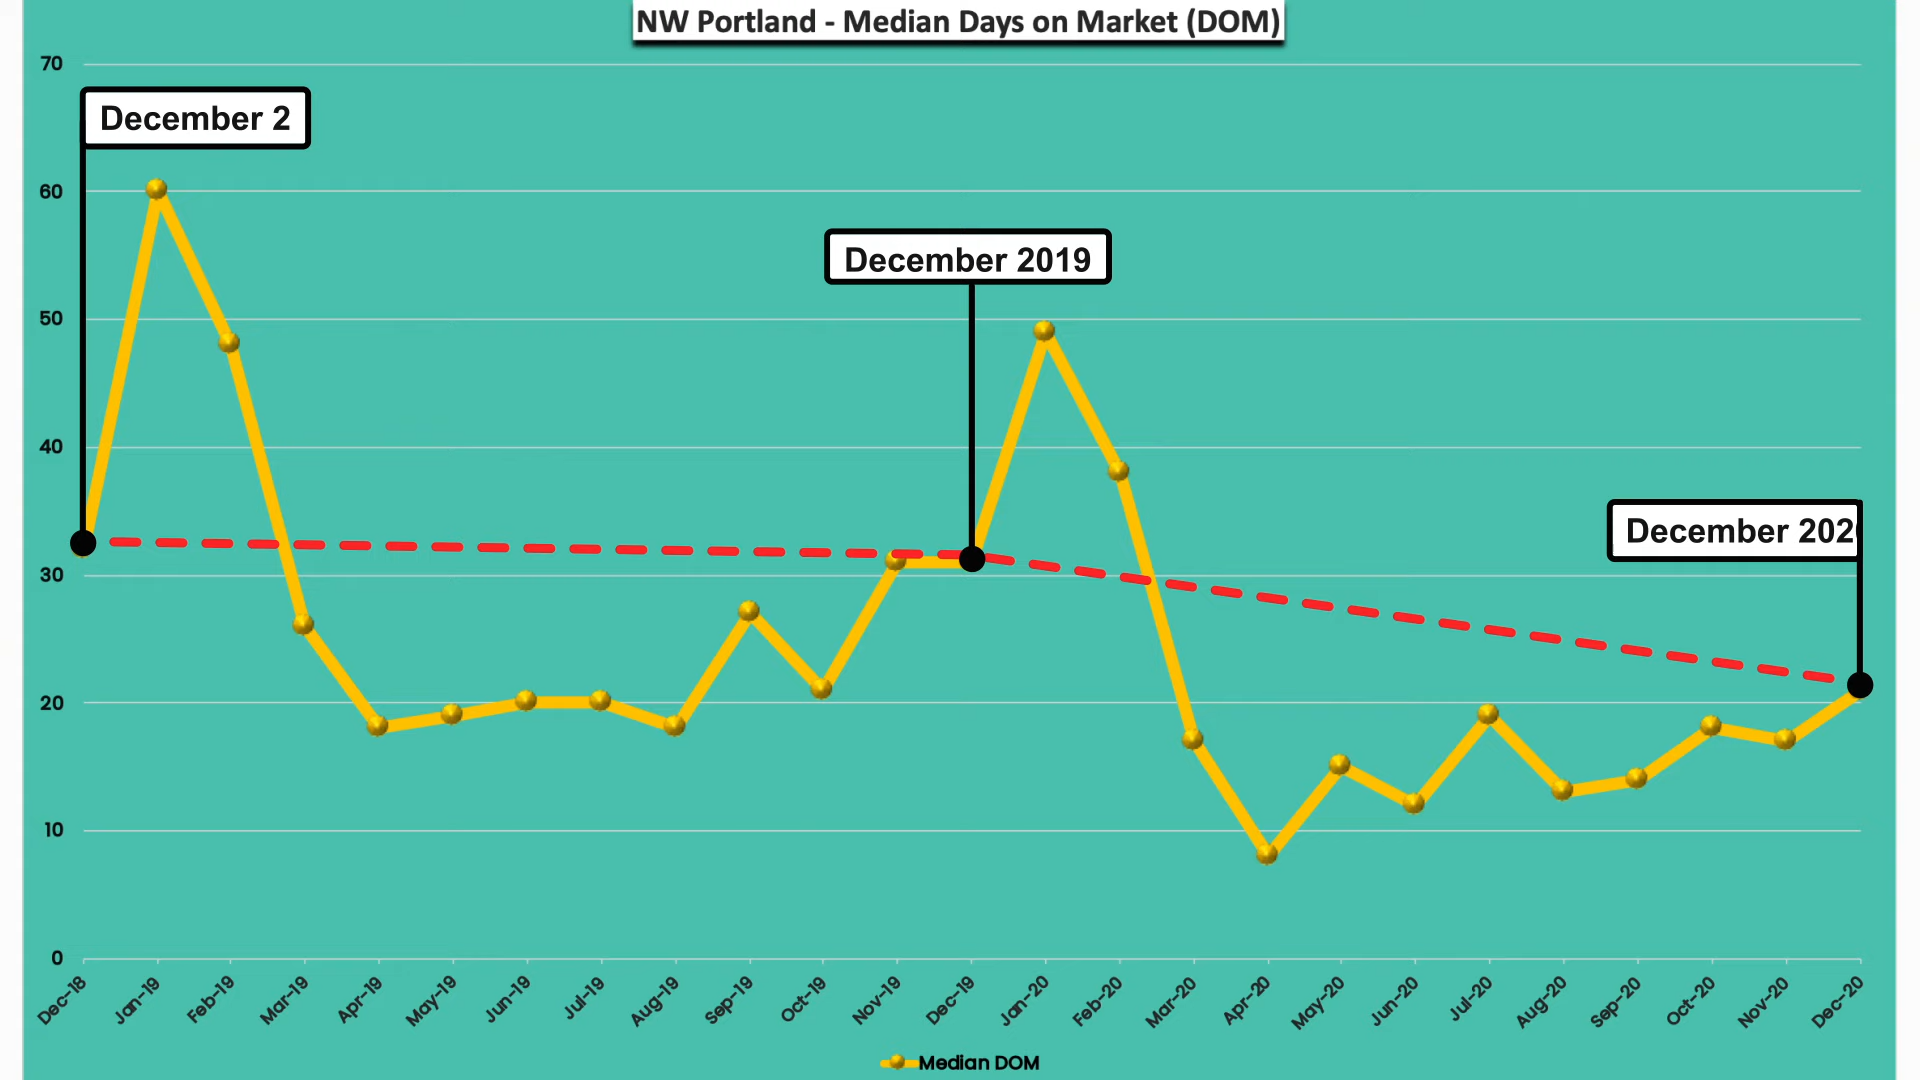 NW Portland - Median Days on Market (DOM)
70
December 2
60
December 2019
50
40
December 202
30
20
10
0
Dec-18 Jan-19 Feb-19 Mar-19 Apr-19 May-19 Jun-19 Jul-19 Aug-19 Sep-19 Oct-19 Nov-19 Dec-19 Jan-20 Feb-20 Mar-20 Apr-20 May-20 Jun-20 Jul-20 Aug-20 Sep-20 Oct-20 Nov-20 Dec-20
Median DOM